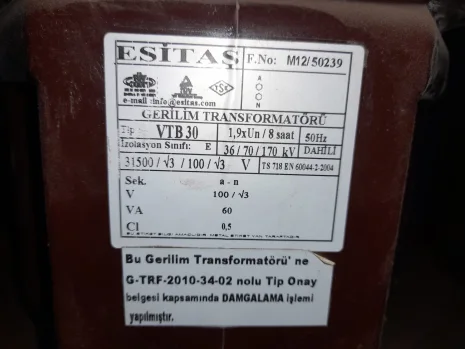 ESİTAŞ F.No: M12/50239
A
O
O
N
TSE
e-mail :info@esitas.com
GERİLİM TRANSFORMATÖRÜ
Tip VTB 30 1,9xUn / 8 saat 50Hz
İzolasyon Sınıfı: E 36 / 70 / 170 kV DAHİLİ
31500 / √3 / 100 / √3 V TS 718 EN 60044-2-2004
Sek. a - n
V 100 / √3
VA 60
Cl 0,5
Bu Gerilim Transformatörü' ne
G-TRF-2010-34-02 nolu Tip Onay
belgesi kapsamında DAMGALAMA işlemi
yapılmıştır.